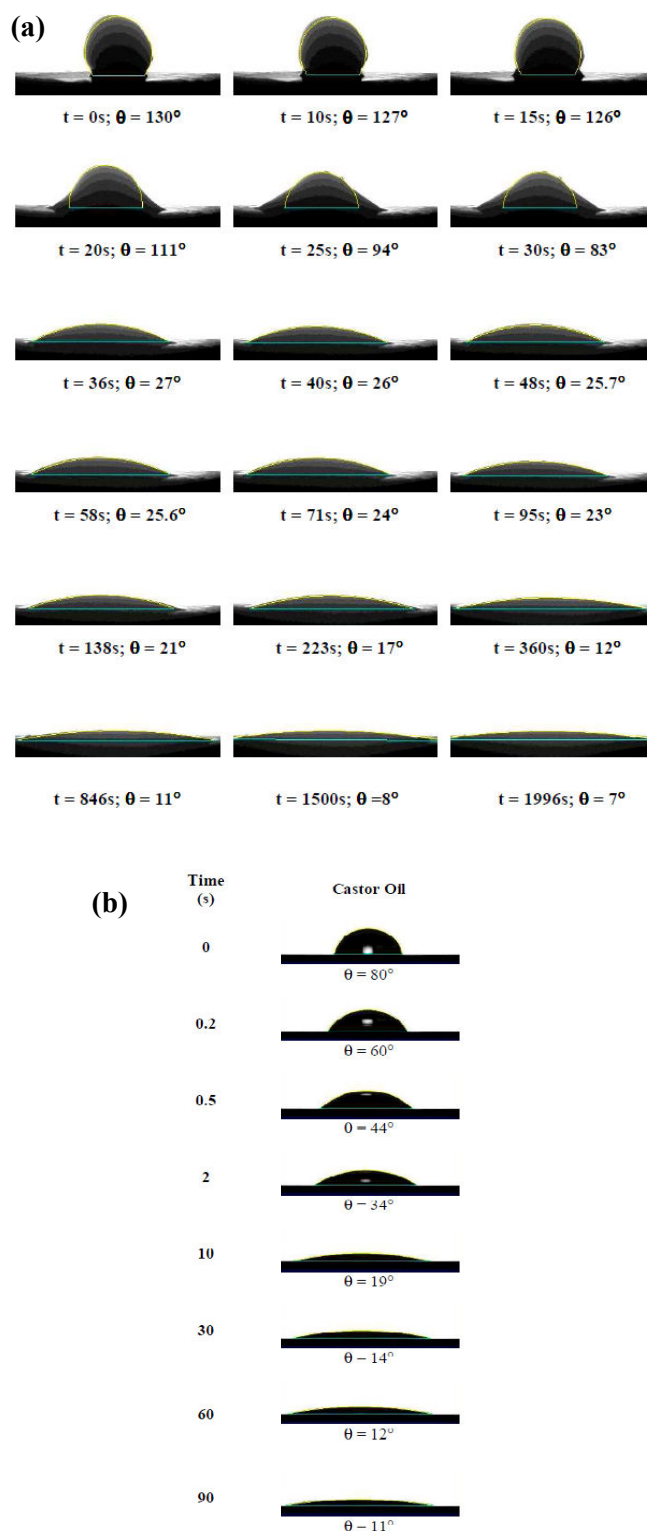 (a)
t = 0s; θ = 130° t = 10s; θ = 127° t = 15s; θ = 126°
t = 20s; θ = 111° t = 25s; θ = 94° t = 30s; θ = 83°
t = 36s; θ = 27° t = 40s; θ = 26° t = 48s; θ = 25.7°
t = 58s; θ = 25.6° t = 71s; θ = 24° t = 95s; θ = 23°
t = 138s; θ = 21° t = 223s; θ = 17° t = 360s; θ = 12°
t = 846s; θ = 11° t = 1500s; θ =8° t = 1996s; θ = 7°
(b)
Time
(s)
Castor Oil
0
θ = 80°
0.2
θ = 60°
0.5
θ = 44°
2
θ = 34°
10
θ = 19°
30
θ = 14°
60
θ = 12°
90
θ = 11°